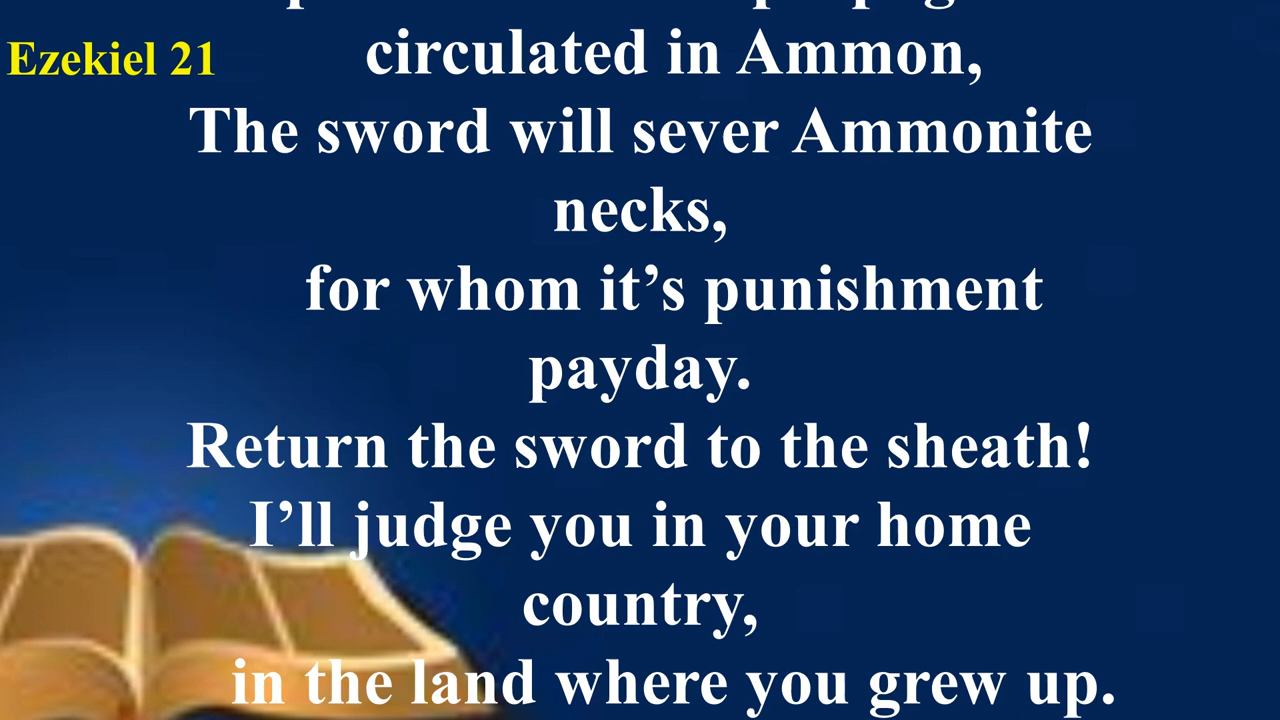 Ezekiel 21
circulated in Ammon,
The sword will sever Ammonite
necks,
for whom it’s punishment
payday.
Return the sword to the sheath!
I’ll judge you in your home
country,
in the land where you grew up.